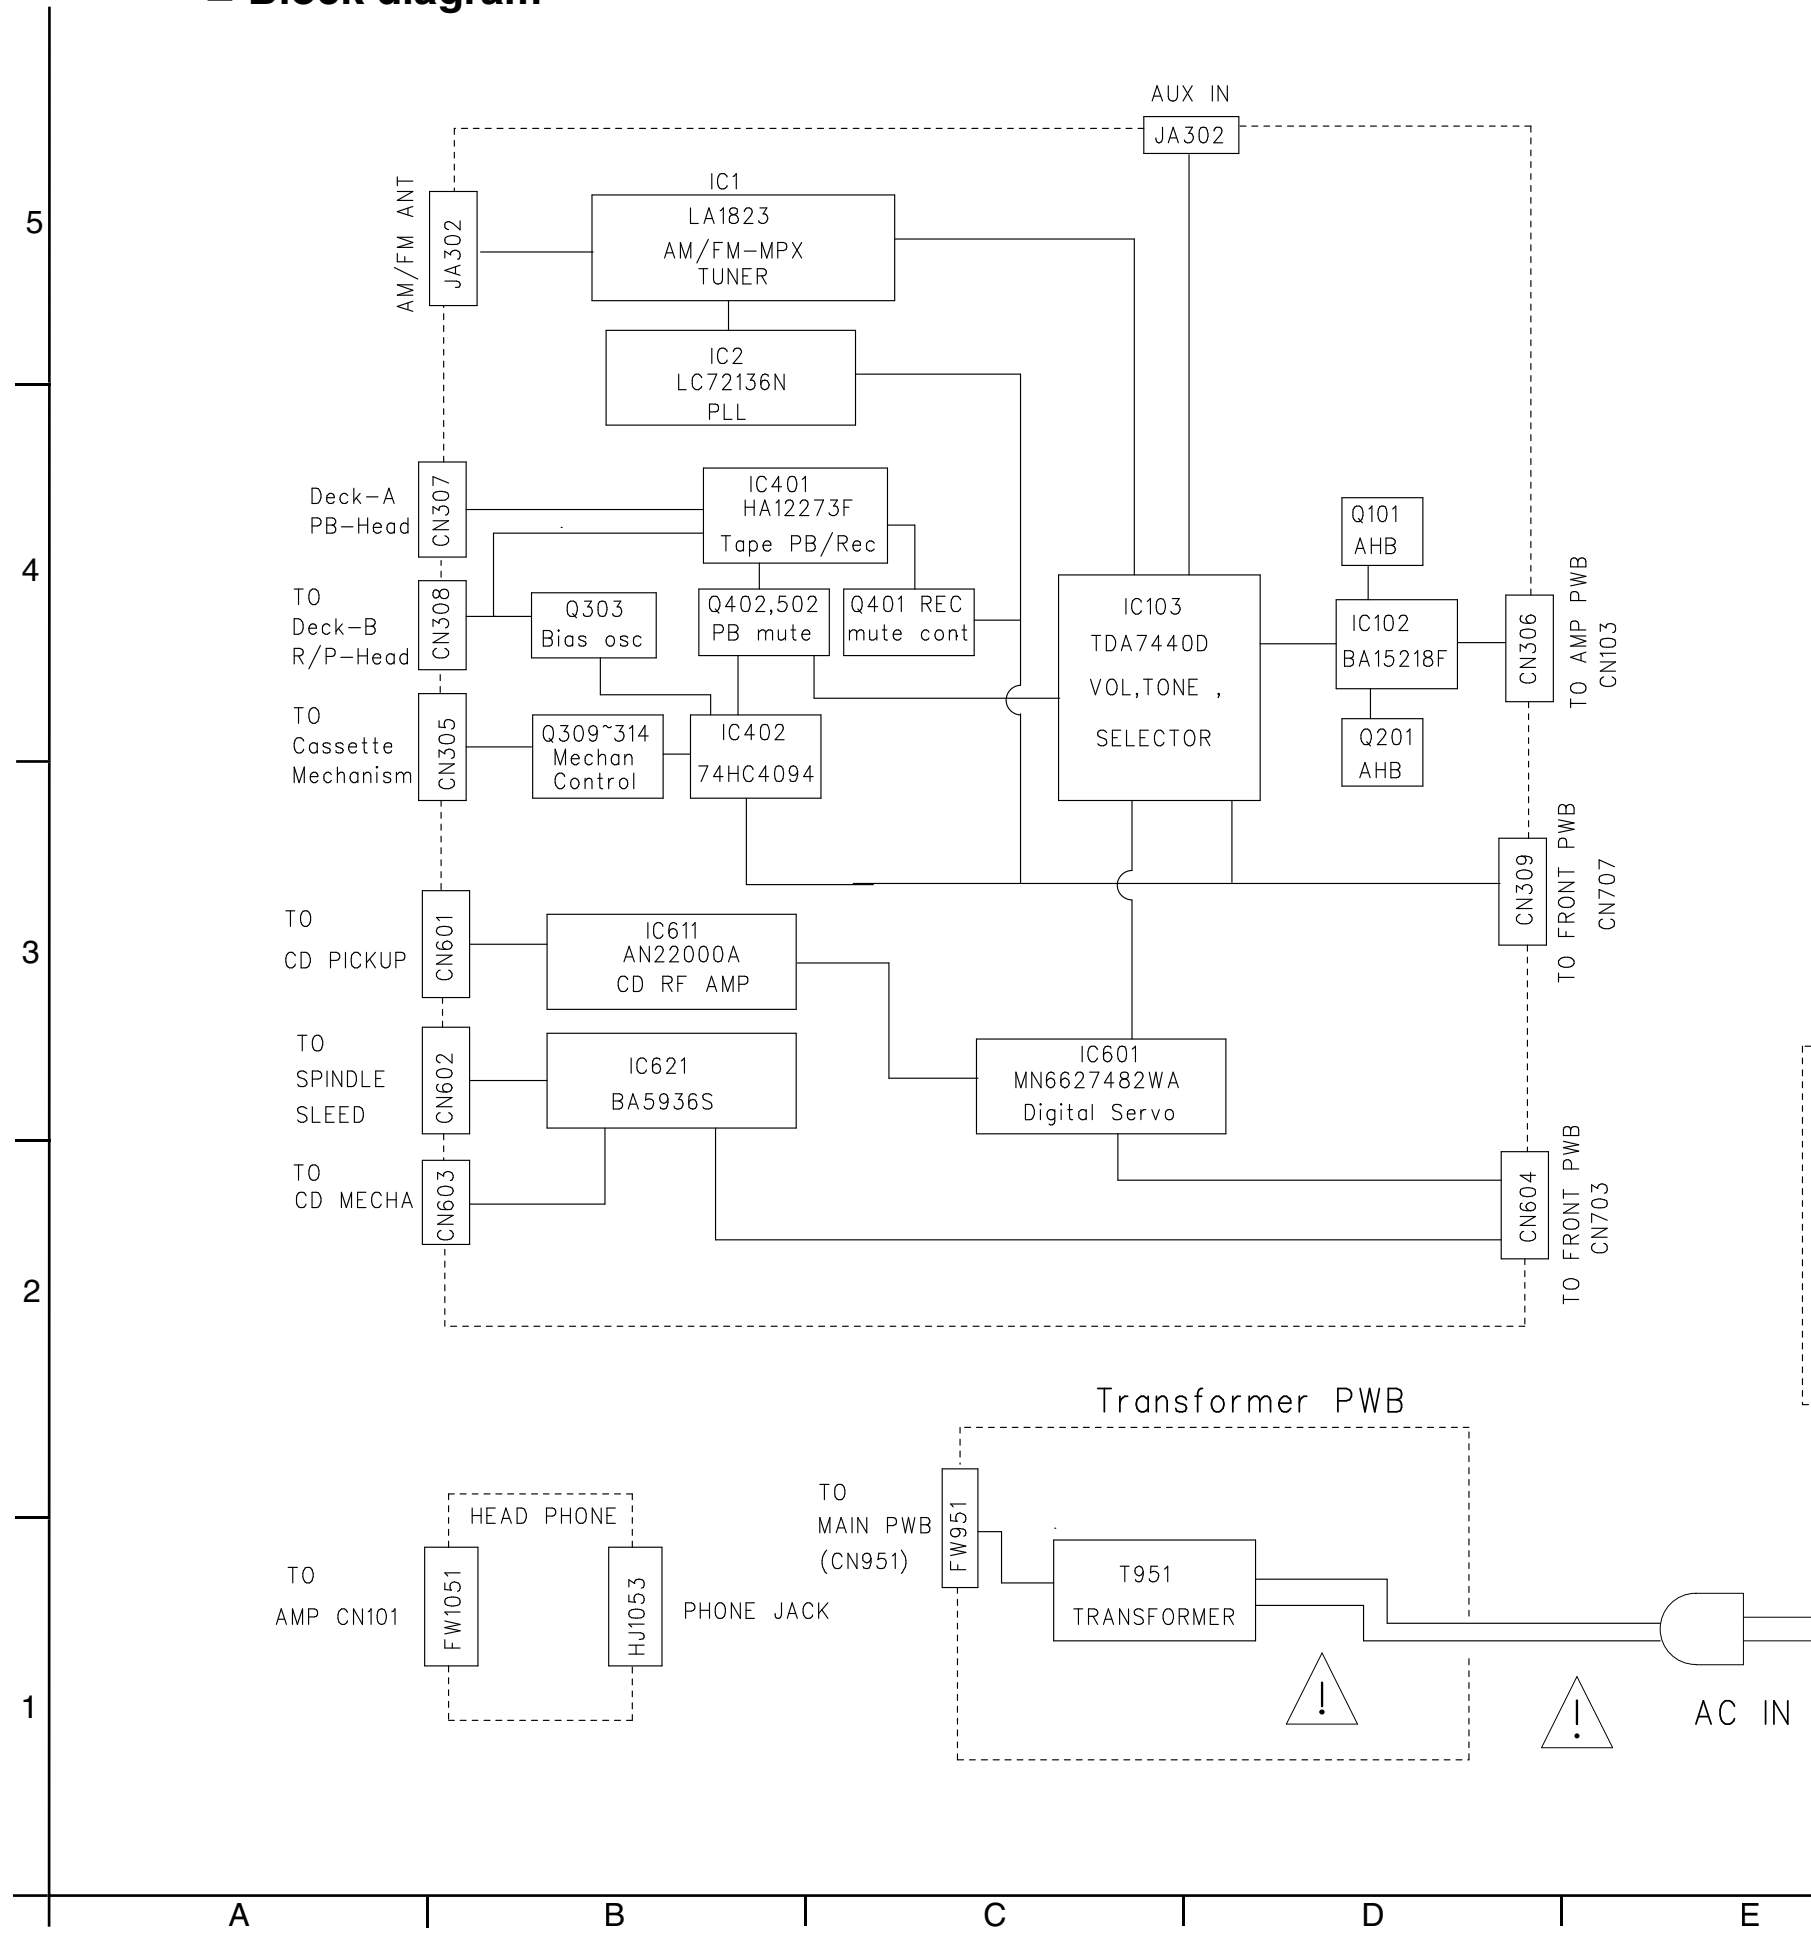 Block diagram
AUX IN
JA302
AM/FM ANT
JA302
IC1
LA1823
AM/FM-MPX
TUNER
IC2
LC72136N
PLL
Deck-A
PB-Head
CN307
IC401
HA12273F
Tape PB/Rec
Q101
AHB
TO
Deck-B
R/P-Head
CN308
Q303
Bias osc
Q402,502
PB mute
Q401 REC
mute cont
IC103
TDA7440D
VOL,TONE ,
SELECTOR
IC102
BA15218F
CN306
TO AMP PWB
CN103
TO
Cassette
Mechanism
CN305
Q309~314
Mechan
Control
IC402
74HC4094
Q201
AHB
CN309
TO FRONT PWB
CN707
TO
CD PICKUP
CN601
IC611
AN22000A
CD RF AMP
TO
SPINDLE
SLEED
CN602
IC621
BA5936S
IC601
MN6627482WA
Digital Servo
TO
CD MECHA
CN603
CN604
TO FRONT PWB
CN703
Transformer PWB
HEAD PHONE
TO
AMP CN101
FW1051
HJ1053
PHONE JACK
TO
MAIN PWB
(CN951)
FW951
T951
TRANSFORMER
!
!
AC IN
5
4
3
2
1
A
B
C
D
E